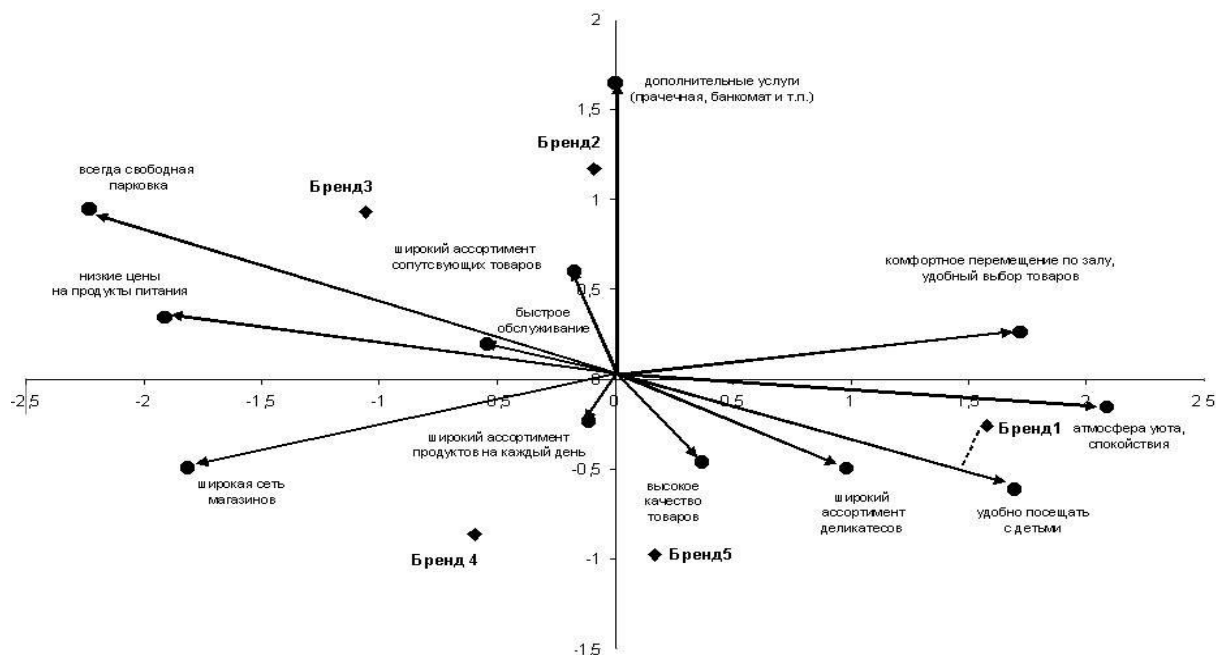 2
дополнительные услуги
(прачечная, банкомат и т.п.)
1,5
Бренд2
всегда свободная
парковка
Бренд3
1
широкий ассортимент
сопутсвующих товаров
комфортное перемещение по залу,
удобный выбор товаров
низкие цены
на продукты питания
0,5
быстрое
обслуживание
0
-2,5
-2
-1,5
-1
-0,5
0
0,5
1
1,5
2
2,5
широкий ассортимент
продуктов на каждый день
Бренд1
атмосфера уюта,
спокойствия
-0,5
широкая сеть
магазинов
высокое
качество
товаров
широкий
ассортимент
деликатесов
удобно посещать
с детьми
Бренд 4
Бренд5
-1
-1,5